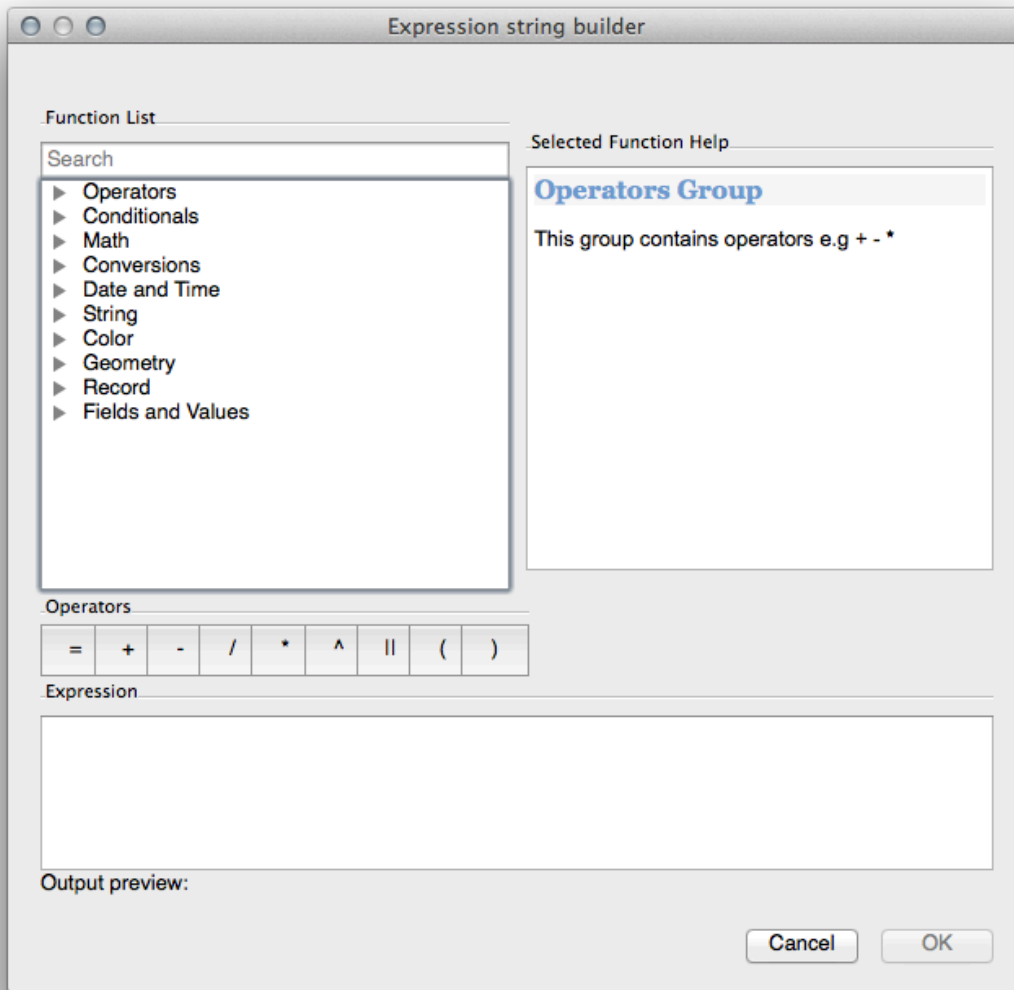 Expression string builder
Function List
Search
Operators
Conditionals
Math
Conversions
Date and Time
String
Color
Geometry
Record
Fields and Values
Selected Function Help
Operators Group
This group contains operators e.g + - *
Operators
= + - / * ^ || ( )
Expression
Output preview:
Cancel OK